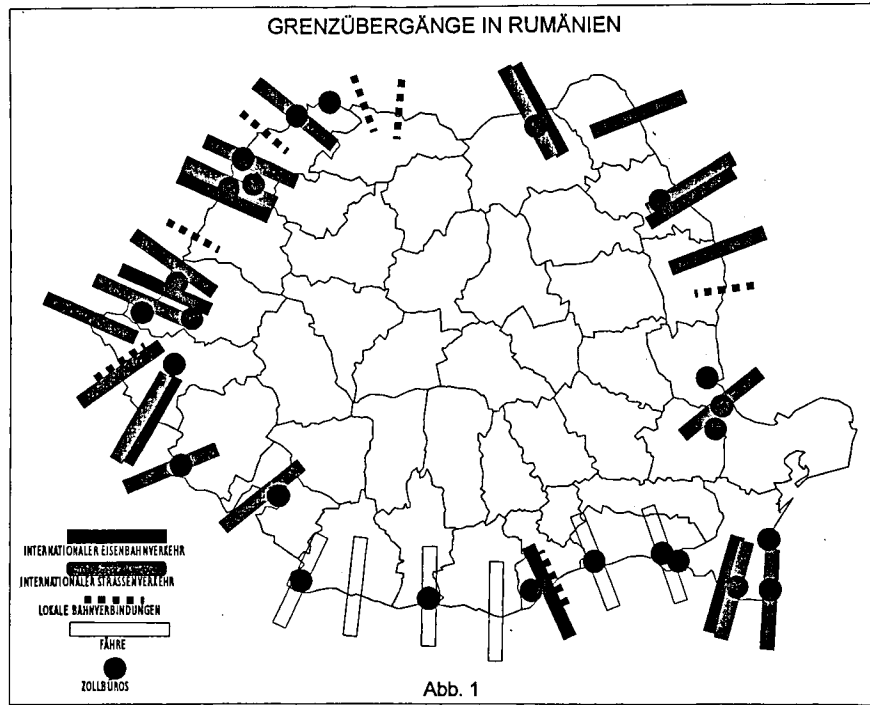 GRENZÜBERGÄNGE IN RUMÄNIEN
INTERNATIONALER EISENBAHNVERKEHR
INTERNATIONALER STRASSENVERKEHR
LOKALE BAHNVERBINDUNGEN
FÄHRE
ZOLLBÜROS
Abb. 1